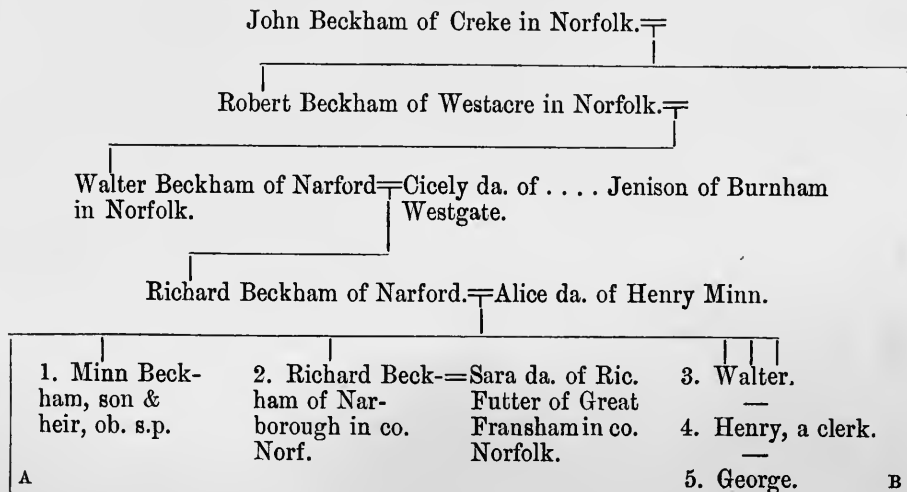 John Beckham of Creke in Norfolk.
Robert Beckham of Westacre in Norfolk.
Walter Beckham of Narford
in Norfolk.
Cicely da. of .... Jenison of Burnham
Westgate.
Richard Beckham of Narford.
Alice da. of Henry Minn.
1. Minn Beck-
ham, son &
heir, ob. s.p.
2. Richard Beck-
ham of Nar-
borough in co.
Norf.
Sara da. of Ric.
Futter of Great
Fransham in co.
Norfolk.
3. Walter.
4. Henry, a clerk.
5. George.
A
B